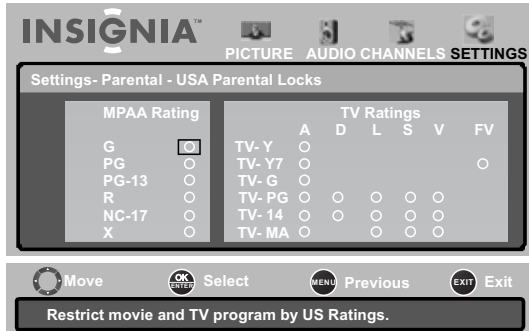 INSIGNIA™
PICTURE AUDIO CHANNELS SETTINGS
Settings- Parental - USA Parental Locks
MPAA Rating
G
PG
PG-13
R
NC-17
X
TV Ratings
A D L S V FV
TV- Y
TV- Y7
TV- G
TV- PG
TV- 14
TV- MA
Move OK ENTER Select MENU Previous EXIT Exit
Restrict movie and TV program by US Ratings.